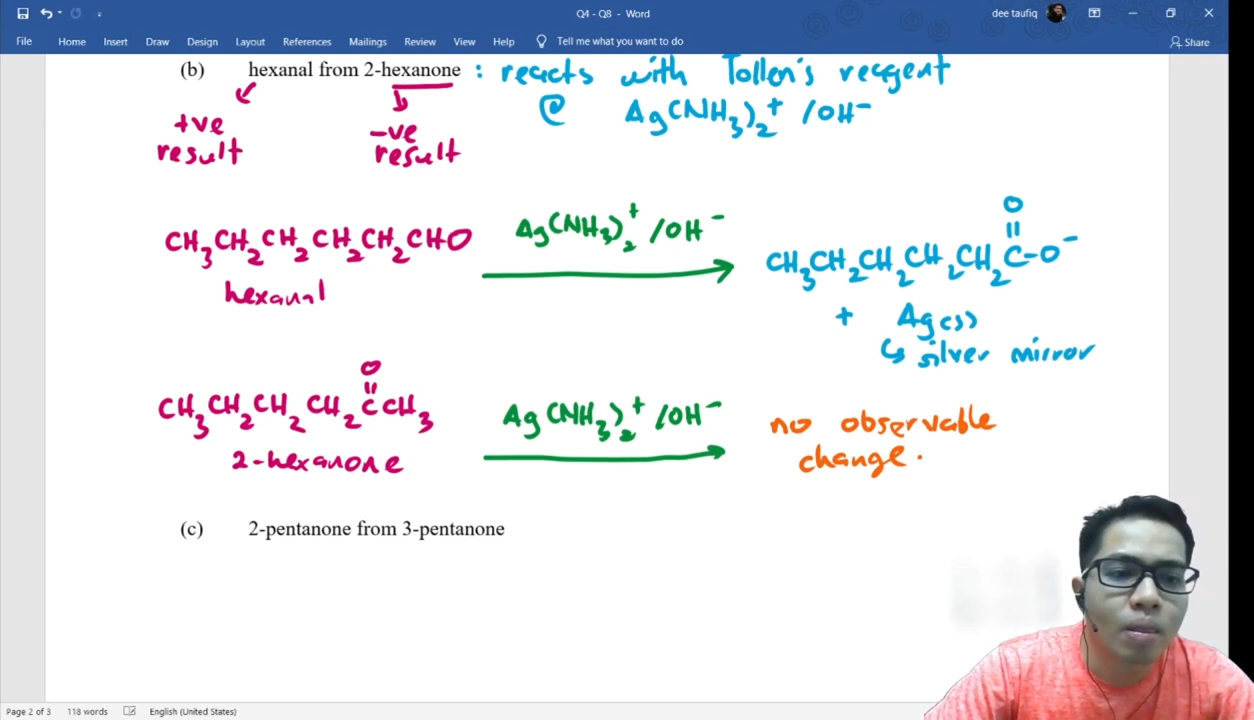 Q4 - Q8 - Word
dee taufiq
File Home Insert Draw Design Layout References Mailings Review View Help Tell me what you want to do Share
(b) hexanal from 2-hexanone : reacts with Tollen's reagent
@ Ag(NH3)2+ /OH-
+ve result
-ve result
CH3CH2CH2CH2CH2CHO
Ag(NH3)2+ /OH-
O
CH3CH2CH2CH2CH2C-O-
hexanal
+ Ag(s)
↳ silver mirror
O
CH3CH2CH2CH2CCH3
Ag(NH3)2+ /OH-
no observable
change.
2-hexanone
(c) 2-pentanone from 3-pentanone
Page 2 of 3 118 words English (United States)